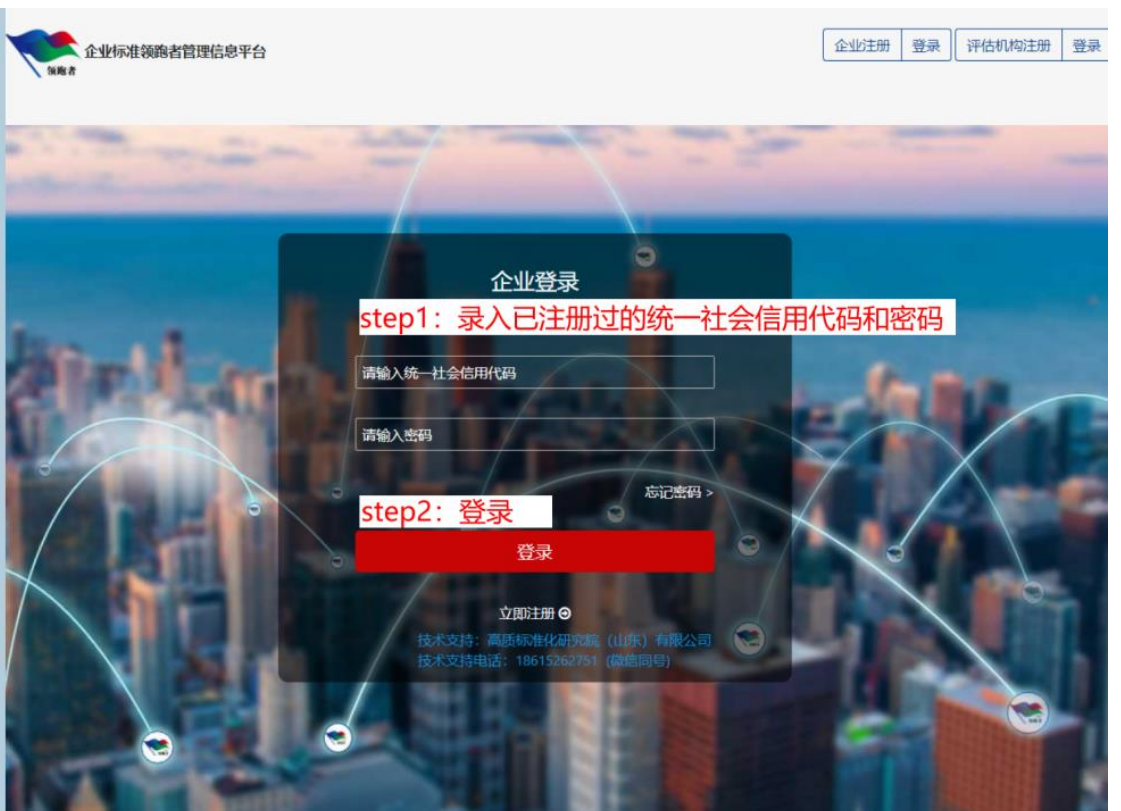 企业标准领跑者管理信息平台
领跑者
企业注册 登录 评估机构注册 登录
企业登录
step1：录入已注册过的统一社会信用代码和密码
请输入统一社会信用代码
请输入密码
忘记密码 >
step2：登录
登录
立即注册
技术支持：高质标准化研究院（山东）有限公司
技术支持电话：18615262751（微信同号）